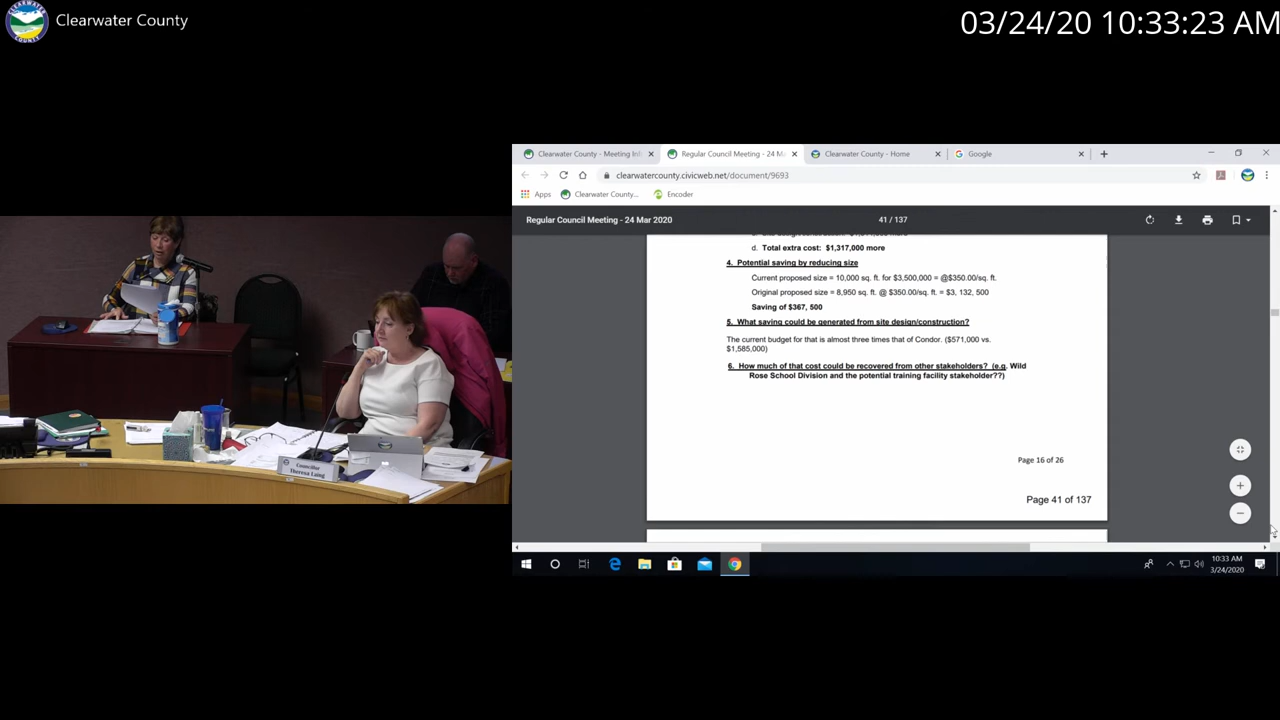 Clearwater County
03/24/20 10:33:23 AM
Clearwater County - Meeting Inf
Regular Council Meeting - 24 Ma
Clearwater County - Home
Google
clearwatercounty.civicweb.net/document/9693
Apps
Clearwater County...
Encoder
Regular Council Meeting - 24 Mar 2020
41 / 137
d. Total extra cost: $1,317,000 more
4. Potential saving by reducing size
Current proposed size = 10,000 sq. ft. for $3,500,000 = @$350.00/sq. ft.
Original proposed size = 8,950 sq. ft. @ $350.00/sq. ft. = $3, 132, 500
Saving of $367, 500
5. What saving could be generated from site design/construction?
The current budget for that is almost three times that of Condor. ($571,000 vs.
$1,585,000)
6. How much of that cost could be recovered from other stakeholders? (e.g. Wild
Rose School Division and the potential training facility stakeholder??)
Page 16 of 26
Page 41 of 137
Councillor
Theresa Laing
10:33 AM
3/24/2020